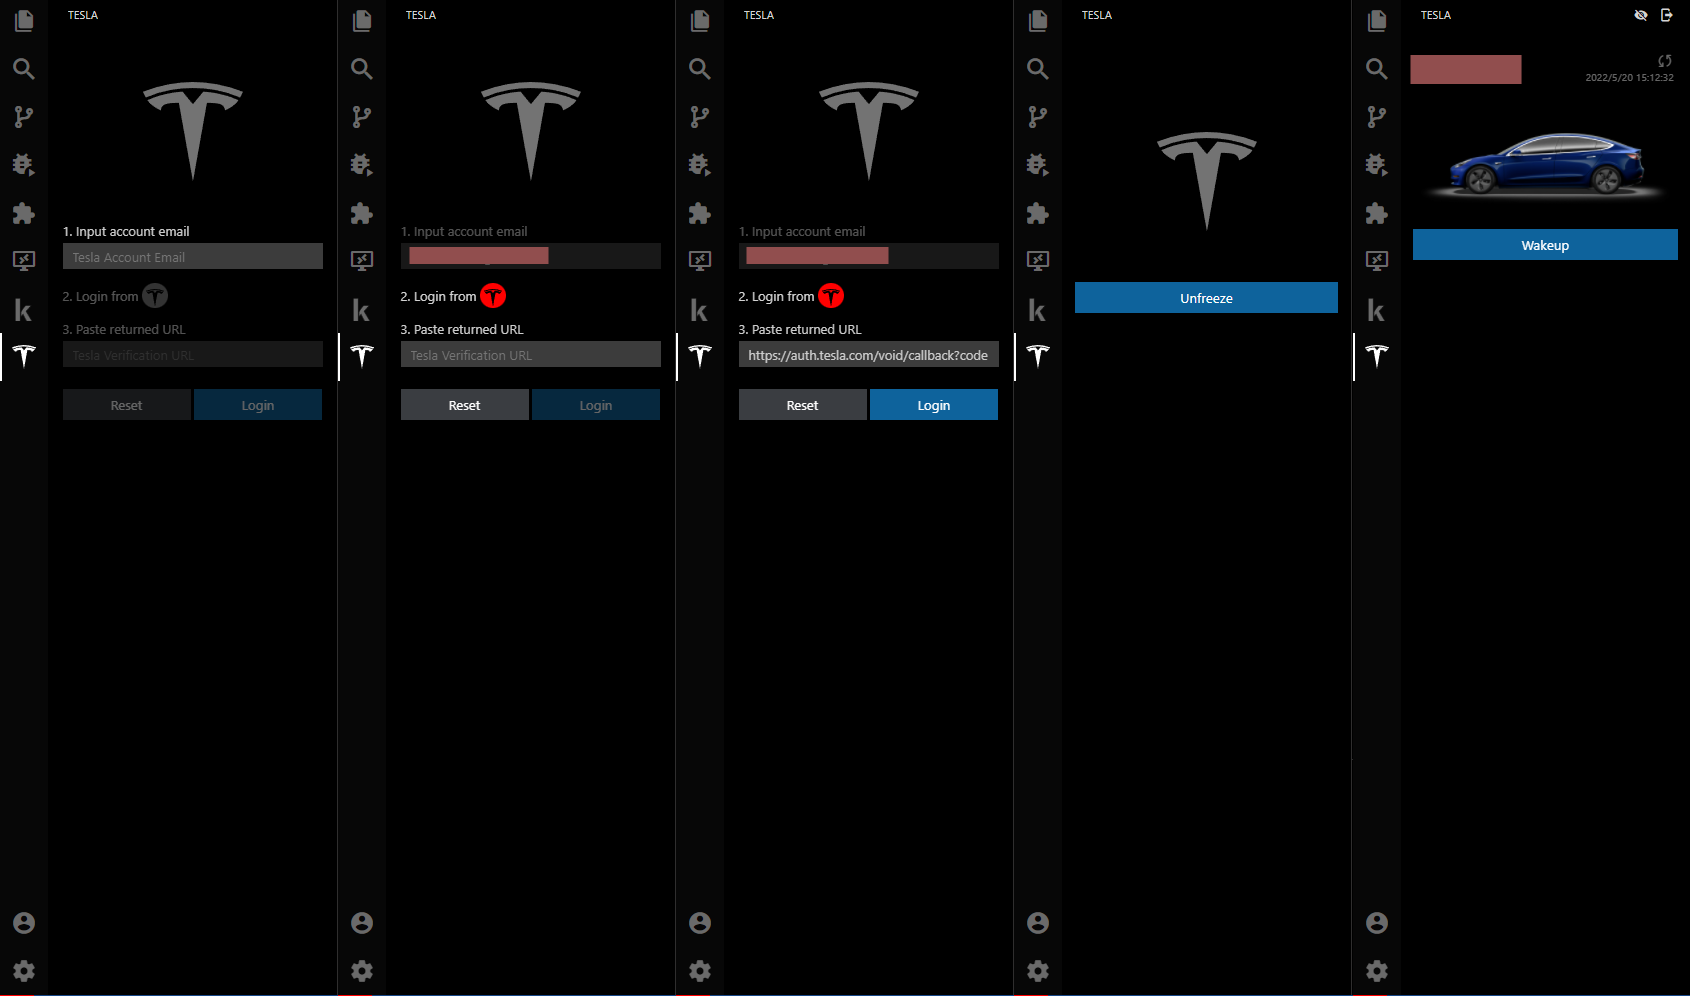 TESLA
1. Input account email
Tesla Account Email
2. Login from
3. Paste returned URL
Tesla Verification URL
Reset
Login
k
TESLA
1. Input account email
2. Login from
3. Paste returned URL
Tesla Verification URL
Reset
Login
k
TESLA
1. Input account email
2. Login from
3. Paste returned URL
https://auth.tesla.com/void/callback?code
Reset
Login
k
TESLA
Unfreeze
k
TESLA
2022/5/20 15:12:32
Wakeup
k